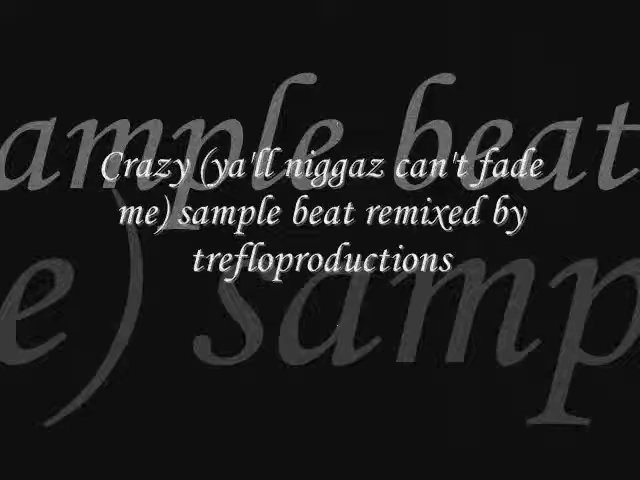 ample beat
Crazy (ya'll niggaz can't fade
me) sample beat remixed by
trefloproductions
e) samp